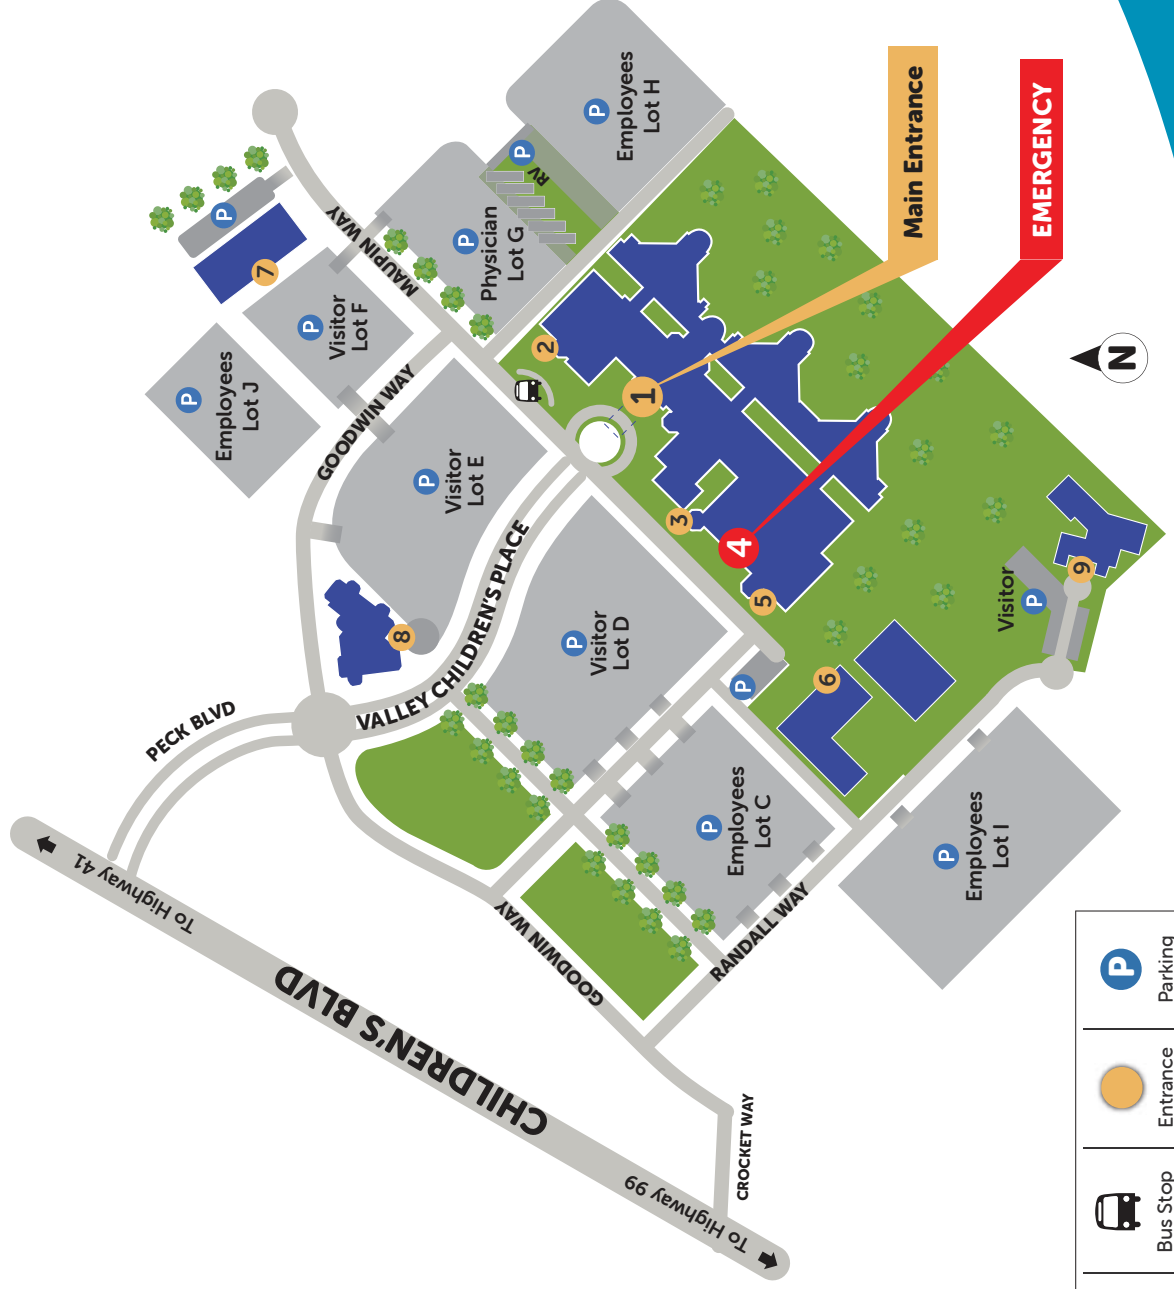 To Highway 41
CHILDREN'S BLVD
To Highway 99
CROCKET WAY
PECK BLVD
GOODWIN WAY
RANDALL WAY
VALLEY CHILDREN'S PLACE
GOODWIN WAY
MAUPIN WAY
P
Employees
Lot J
P
Visitor
Lot F
P
7
P
Visitor
Lot E
8
P
Physician
Lot G
P
RV
P
Employees
Lot H
P
Visitor
Lot D
P
Employees
Lot C
P
P
Employees
Lot I
Visitor
P
1
2
3
4
5
6
9
Main Entrance
EMERGENCY
N
Bus Stop
Entrance
P
Parking